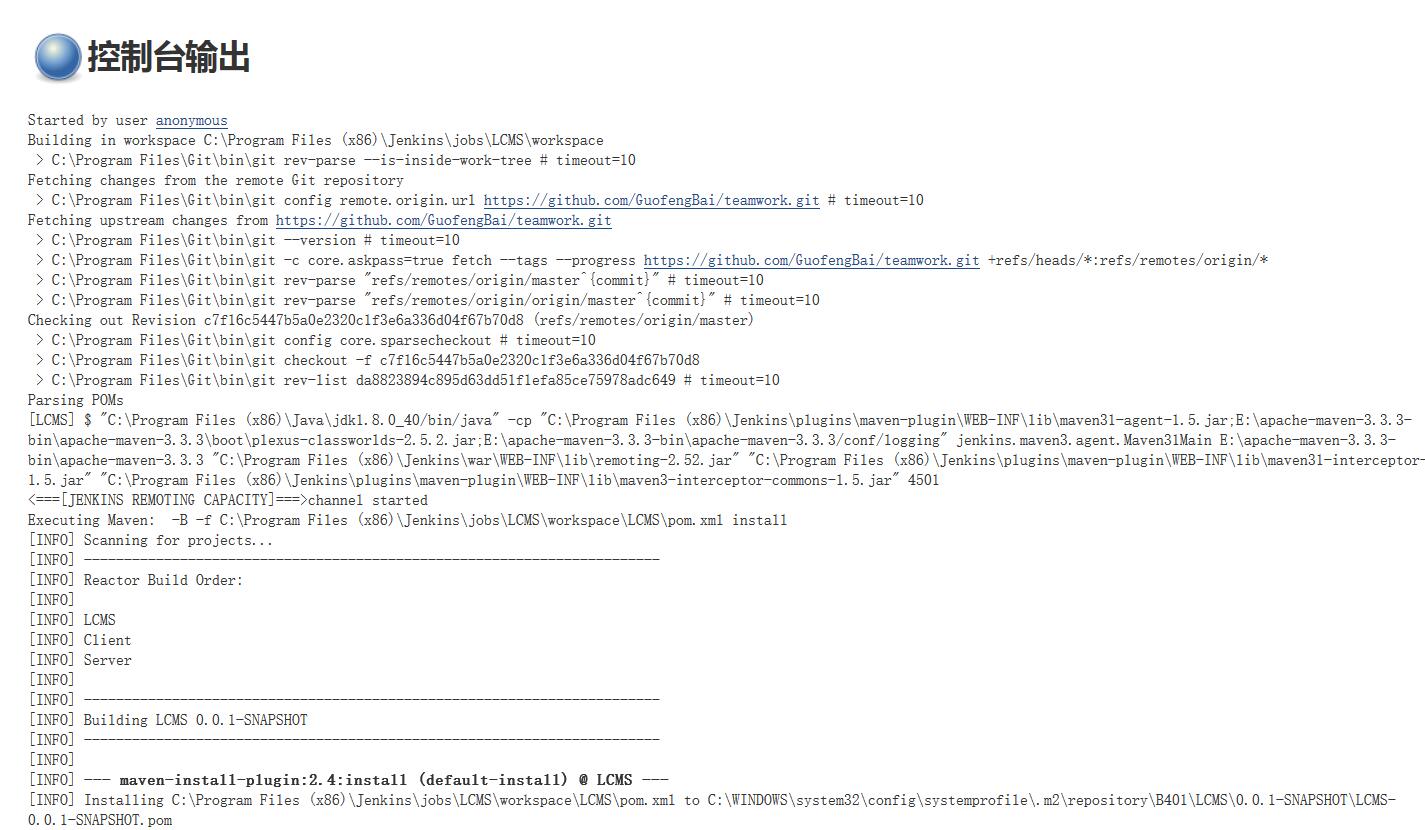 控制台输出
Started by user anonymous
Building in workspace C:\Program Files (x86)\Jenkins\jobs\LCMS\workspace
 > C:\Program Files\Git\bin\git rev-parse --is-inside-work-tree # timeout=10
Fetching changes from the remote Git repository
 > C:\Program Files\Git\bin\git config remote.origin.url https://github.com/GuofengBai/teamwork.git # timeout=10
Fetching upstream changes from https://github.com/GuofengBai/teamwork.git
 > C:\Program Files\Git\bin\git --version # timeout=10
 > C:\Program Files\Git\bin\git -c core.askpass=true fetch --tags --progress https://github.com/GuofengBai/teamwork.git +refs/heads/*:refs/remotes/origin/*
 > C:\Program Files\Git\bin\git rev-parse "refs/remotes/origin/master^{commit}" # timeout=10
 > C:\Program Files\Git\bin\git rev-parse "refs/remotes/origin/origin/master^{commit}" # timeout=10
Checking out Revision c7f16c5447b5a0e2320c1f3e6a336d04f67b70d8 (refs/remotes/origin/master)
 > C:\Program Files\Git\bin\git config core.sparsecheckout # timeout=10
 > C:\Program Files\Git\bin\git checkout -f c7f16c5447b5a0e2320c1f3e6a336d04f67b70d8
 > C:\Program Files\Git\bin\git rev-list da8823894c895d63dd51f1efa85ce75978adc649 # timeout=10
Parsing POMs
[LCMS] $ "C:\Program Files (x86)\Java\jdk1.8.0_40/bin/java" -cp "C:\Program Files (x86)\Jenkins\plugins\maven-plugin\WEB-INF\lib\maven31-agent-1.5.jar;E:\apache-maven-3.3.3-
bin\apache-maven-3.3.3\boot\plexus-classworlds-2.5.2.jar;E:\apache-maven-3.3.3-bin\apache-maven-3.3.3/conf/logging" jenkins.maven3.agent.Maven31Main E:\apache-maven-3.3.3-
bin\apache-maven-3.3.3 "C:\Program Files (x86)\Jenkins\war\WEB-INF\lib\remoting-2.52.jar" "C:\Program Files (x86)\Jenkins\plugins\maven-plugin\WEB-INF\lib\maven31-interceptor-
1.5.jar" "C:\Program Files (x86)\Jenkins\plugins\maven-plugin\WEB-INF\lib\maven3-interceptor-commons-1.5.jar" 4501
<===[JENKINS REMOTING CAPACITY]===>channel started
Executing Maven:  -B -f C:\Program Files (x86)\Jenkins\jobs\LCMS\workspace\LCMS\pom.xml install
[INFO] Scanning for projects...
[INFO] ------------------------------------------------------------------------
[INFO] Reactor Build Order:
[INFO]
[INFO] LCMS
[INFO] Client
[INFO] Server
[INFO]
[INFO] ------------------------------------------------------------------------
[INFO] Building LCMS 0.0.1-SNAPSHOT
[INFO] ------------------------------------------------------------------------
[INFO]
[INFO] --- maven-install-plugin:2.4:install (default-install) @ LCMS ---
[INFO] Installing C:\Program Files (x86)\Jenkins\jobs\LCMS\workspace\LCMS\pom.xml to C:\WINDOWS\system32\config\systemprofile\.m2\repository\B401\LCMS\0.0.1-SNAPSHOT\LCMS-
0.0.1-SNAPSHOT.pom